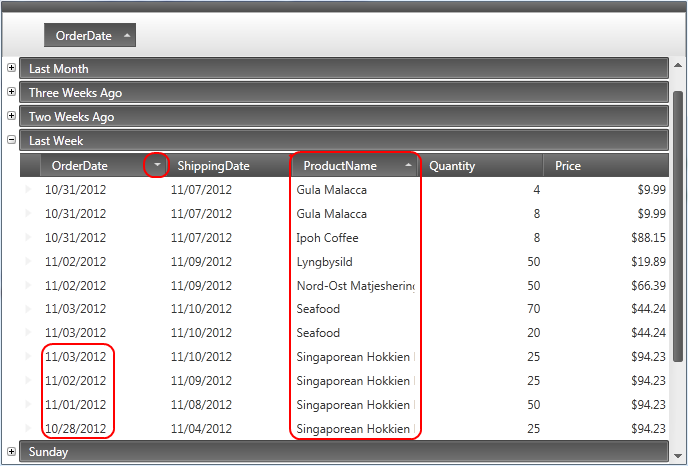 OrderDate
Last Month
Three Weeks Ago
Two Weeks Ago
Last Week
OrderDate ShippingDate ProductName Quantity Price
10/31/2012 11/07/2012 Gula Malacca 4 $9.99
10/31/2012 11/07/2012 Gula Malacca 8 $9.99
10/31/2012 11/07/2012 Ipoh Coffee 8 $88.15
11/02/2012 11/09/2012 Lyngbysild 50 $19.89
11/02/2012 11/09/2012 Nord-Ost Matjeshering 50 $66.39
11/03/2012 11/10/2012 Seafood 70 $44.24
11/03/2012 11/10/2012 Seafood 20 $44.24
11/03/2012 11/10/2012 Singaporean Hokkien 25 $94.23
11/02/2012 11/09/2012 Singaporean Hokkien 25 $94.23
11/01/2012 11/08/2012 Singaporean Hokkien 50 $94.23
10/28/2012 11/04/2012 Singaporean Hokkien 25 $94.23
Sunday